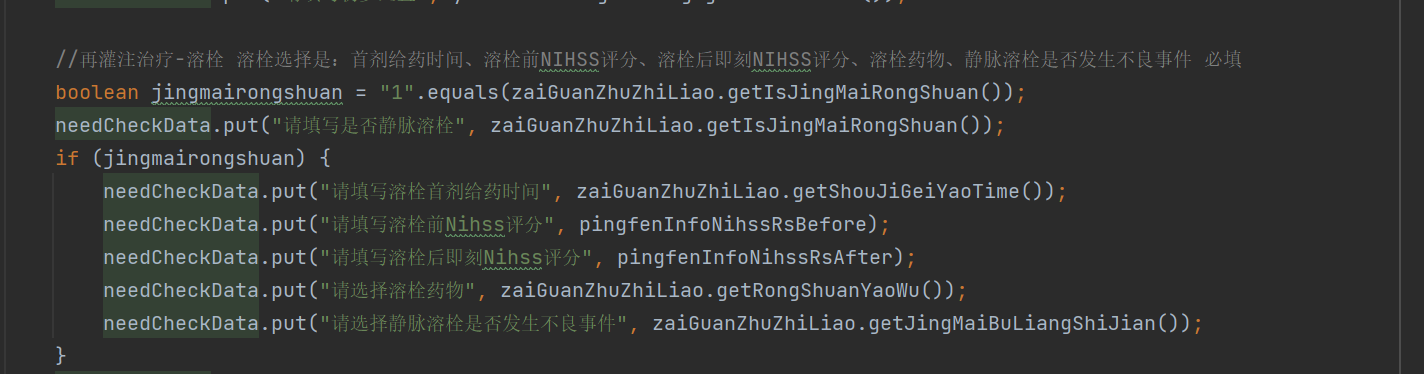 //再灌注治疗-溶栓 溶栓选择是：首剂给药时间、溶栓前NIHSS评分、溶栓后即刻NIHSS评分、溶栓药物、静脉溶栓是否发生不良事件 必填
boolean jingmairongshuan = "1".equals(zaiGuanZhuZhiLiao.getIsJingMaiRongShuan());
needCheckData.put("请填写是否静脉溶栓", zaiGuanZhuZhiLiao.getIsJingMaiRongShuan());
if (jingmairongshuan) {
needCheckData.put("请填写溶栓首剂给药时间", zaiGuanZhuZhiLiao.getShouJiGeiYaoTime());
needCheckData.put("请填写溶栓前Nihss评分", pingfenInfoNihssRsBefore);
needCheckData.put("请填写溶栓后即刻Nihss评分", pingfenInfoNihssRsAfter);
needCheckData.put("请选择溶栓药物", zaiGuanZhuZhiLiao.getRongShuanYaoWu());
needCheckData.put("请选择静脉溶栓是否发生不良事件", zaiGuanZhuZhiLiao.getJingMaiBuLiangShiJian());
}